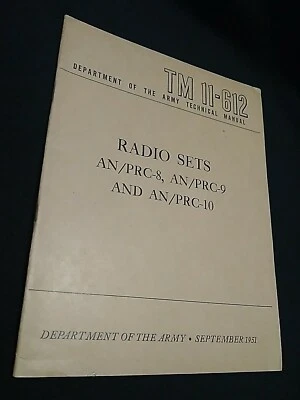 TM 11-612
DEPARTMENT OF THE ARMY TECHNICAL MANUAL
RADIO SETS
AN/PRC-8, AN/PRC-9
AND AN/PRC-10
DEPARTMENT OF THE ARMY • SEPTEMBER 1951